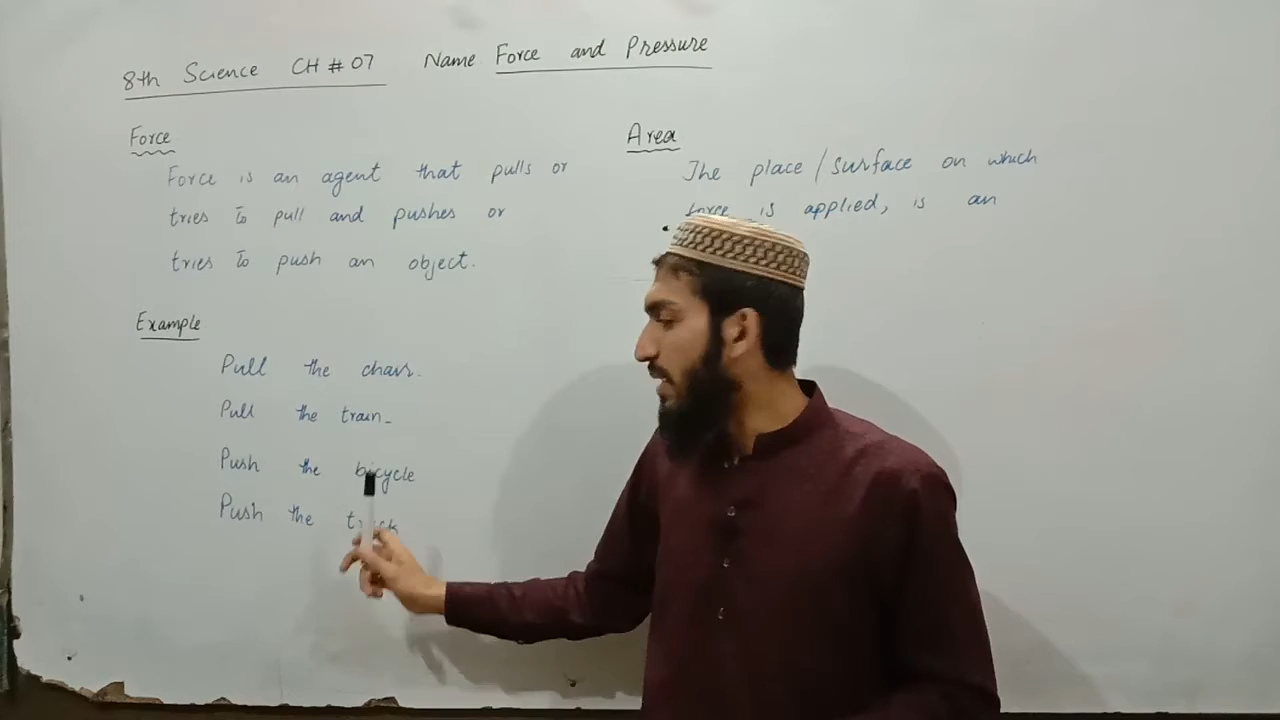 8th Science CH # 07 Name Force and Pressure
Force
Force is an agent that pulls or
tries to pull and pushes or
tries to push an object.
Example
Pull the chair.
Pull the train_
Push the bicycle
Push the
Area
The place/surface on which
force is applied, is an